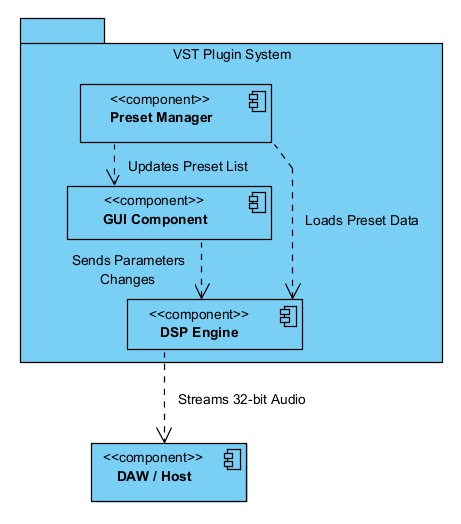 VST Plugin System
<<component>>
Preset Manager
Updates Preset List
<<component>>
GUI Component
Loads Preset Data
Sends Parameters
Changes
<<component>>
DSP Engine
Streams 32-bit Audio
<<component>>
DAW / Host